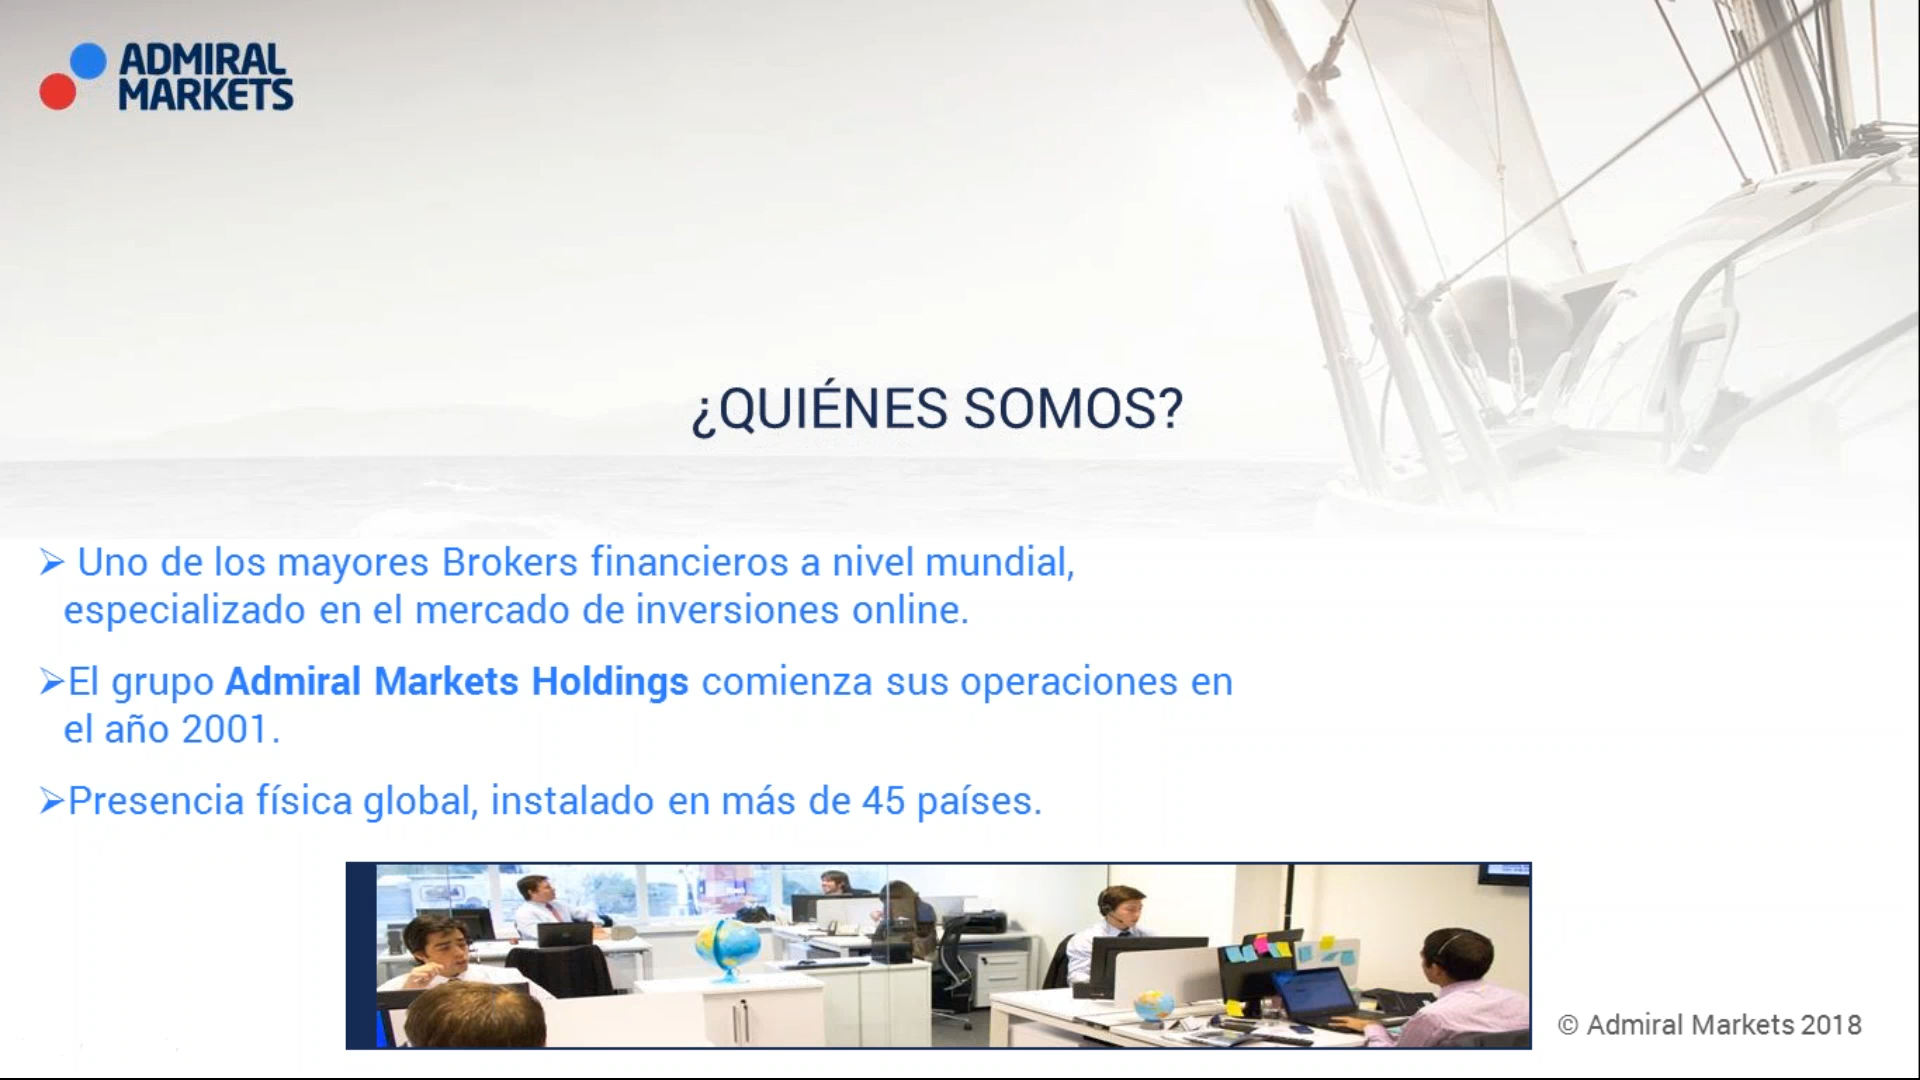 ADMIRAL
MARKETS
¿QUIÉNES SOMOS?
➢ Uno de los mayores Brokers financieros a nivel mundial,
especializado en el mercado de inversiones online.
➢El grupo Admiral Markets Holdings comienza sus operaciones en
el año 2001.
➢Presencia física global, instalado en más de 45 países.
© Admiral Markets 2018